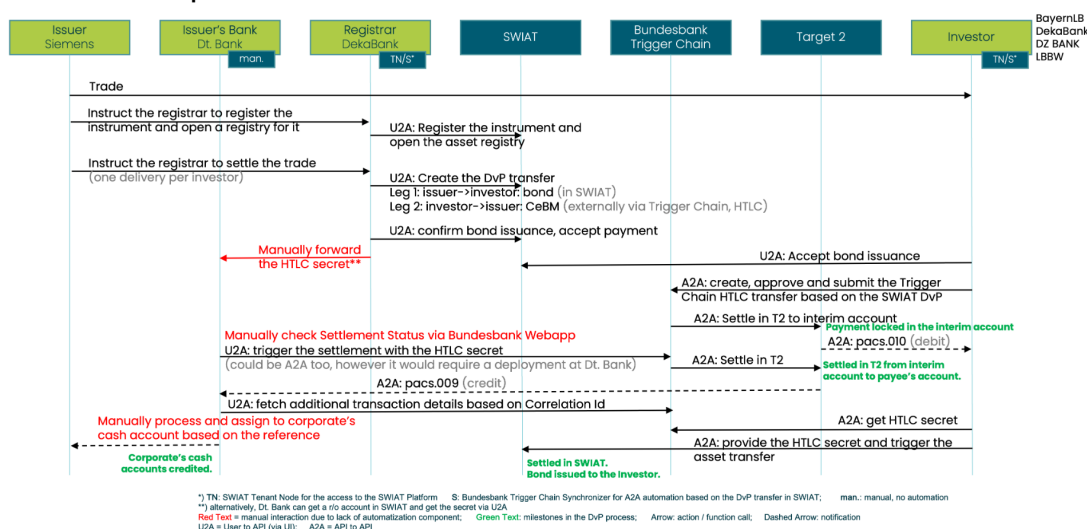 Issuer
Siemens
Issuer's Bank
Dt. Bank
man.
Registrar
DekaBank
TN/S*
SWIAT
Bundesbank
Trigger Chain
Target 2
Investor
TN/S*
BayernLB
DekaBank
DZ BANK
LBBW
Trade
Instruct the registrar to register the
instrument and open a registry for it
U2A: Register the instrument and
open the asset registry
Instruct the registrar to settle the trade
(one delivery per investor)
U2A: Create the DvP transfer
Leg 1: issuer->investor: bond (in SWIAT)
Leg 2: investor->issuer: CeBM (externally via Trigger Chain, HTLC)
U2A: confirm bond issuance, accept payment
Manually forward
the HTLC secret**
U2A: Accept bond issuance
A2A: create, approve and submit the Trigger
Chain HTLC transfer based on the SWIAT DvP
A2A: Settle in T2 to interim account
Payment locked in the interim account
A2A: pacs.010 (debit)
Manually check Settlement Status via Bundesbank Webapp
U2A: trigger the settlement with the HTLC secret
(could be A2A too, however it would require a deployment at Dt. Bank)
A2A: Settle in T2
Settled in T2 from interim
account to payee's account.
A2A: pacs.009 (credit)
U2A: fetch additional transaction details based on Correlation Id
Manually process and assign to corporate's
cash account based on the reference
A2A: get HTLC secret
A2A: provide the HTLC secret and trigger the
asset transfer
Corporate's cash
accounts credited.
Settled in SWIAT.
Bond issued to the Investor.
*) TN: SWIAT Tenant Node for the access to the SWIAT Platform S: Bundesbank Trigger Chain Synchronizer for A2A automation based on the DvP transfer in SWIAT; man.: manual, no automation
**) alternatively, Dt. Bank can get a r/o account in SWIAT and get the secret via U2A
Red Text = manual interaction due to lack of automatization component; Green Text: milestones in the DvP process; Arrow: action / function call; Dashed Arrow: notification
U2A = User to API (via UI); A2A = API to API